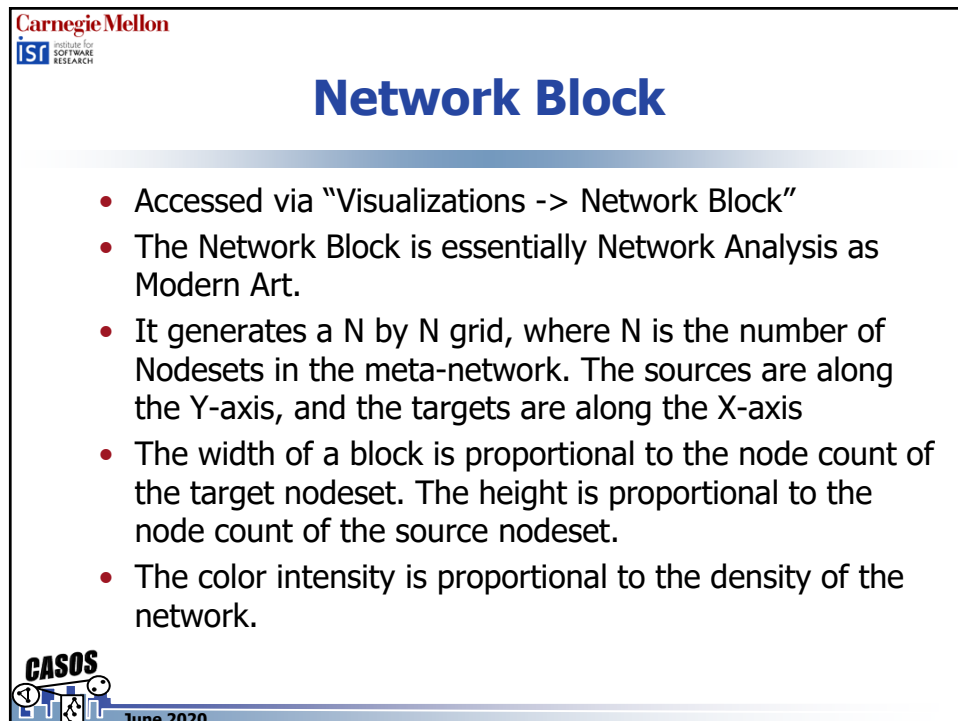 Carnegie Mellon
isr institute for
SOFTWARE
RESEARCH
Network Block
• Accessed via “Visualizations -> Network Block”
• The Network Block is essentially Network Analysis as
Modern Art.
• It generates a N by N grid, where N is the number of
Nodesets in the meta-network. The sources are along
the Y-axis, and the targets are along the X-axis
• The width of a block is proportional to the node count of
the target nodeset. The height is proportional to the
node count of the source nodeset.
• The color intensity is proportional to the density of the
network.
CASOS
June 2020